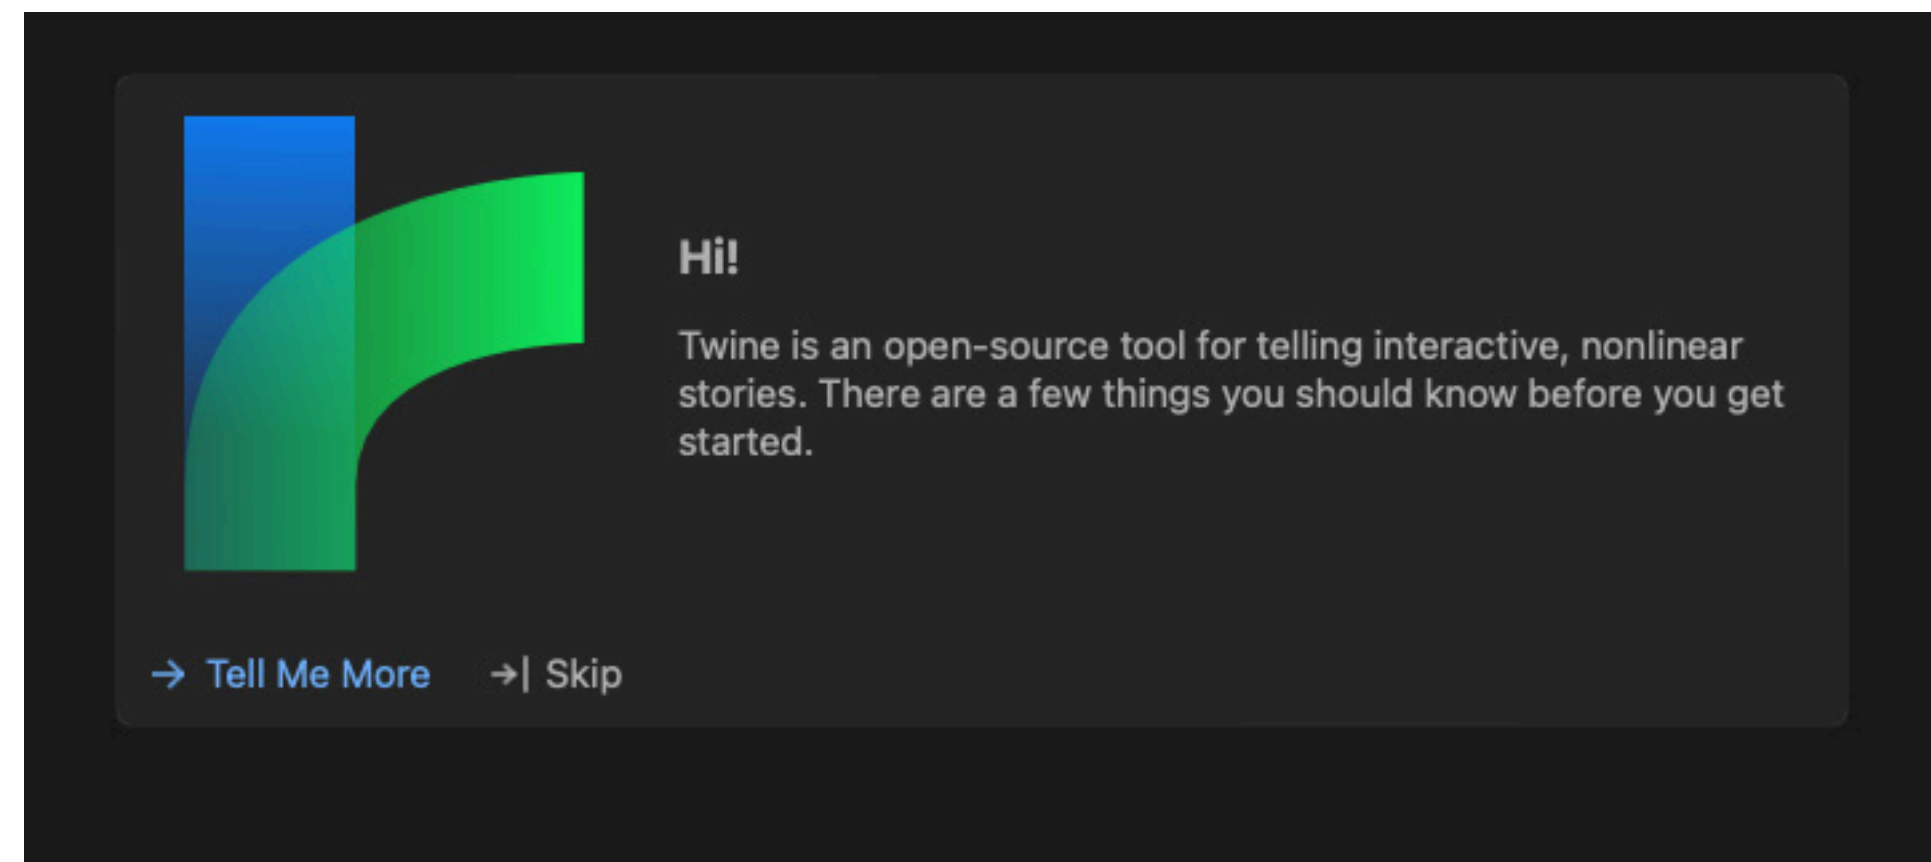 Hi!
Twine is an open-source tool for telling interactive, nonlinear
stories. There are a few things you should know before you get
started.
→ Tell Me More →| Skip